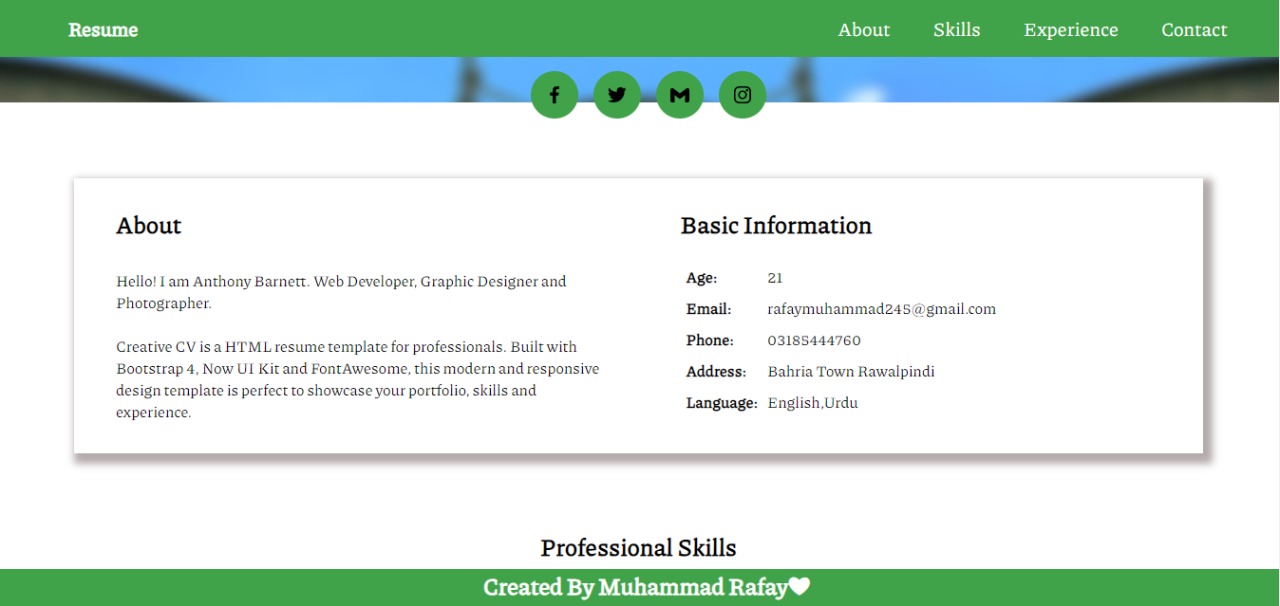 Resume
About Skills Experience Contact
About
Hello! I am Anthony Barnett. Web Developer, Graphic Designer and
Photographer.
Creative CV is a HTML resume template for professionals. Built with
Bootstrap 4, Now UI Kit and FontAwesome, this modern and responsive
design template is perfect to showcase your portfolio, skills and
experience.
Basic Information
Age: 21
Email: rafaymuhammad245@gmail.com
Phone: 03185444760
Address: Bahria Town Rawalpindi
Language: English,Urdu
Professional Skills
Created By Muhammad Rafay